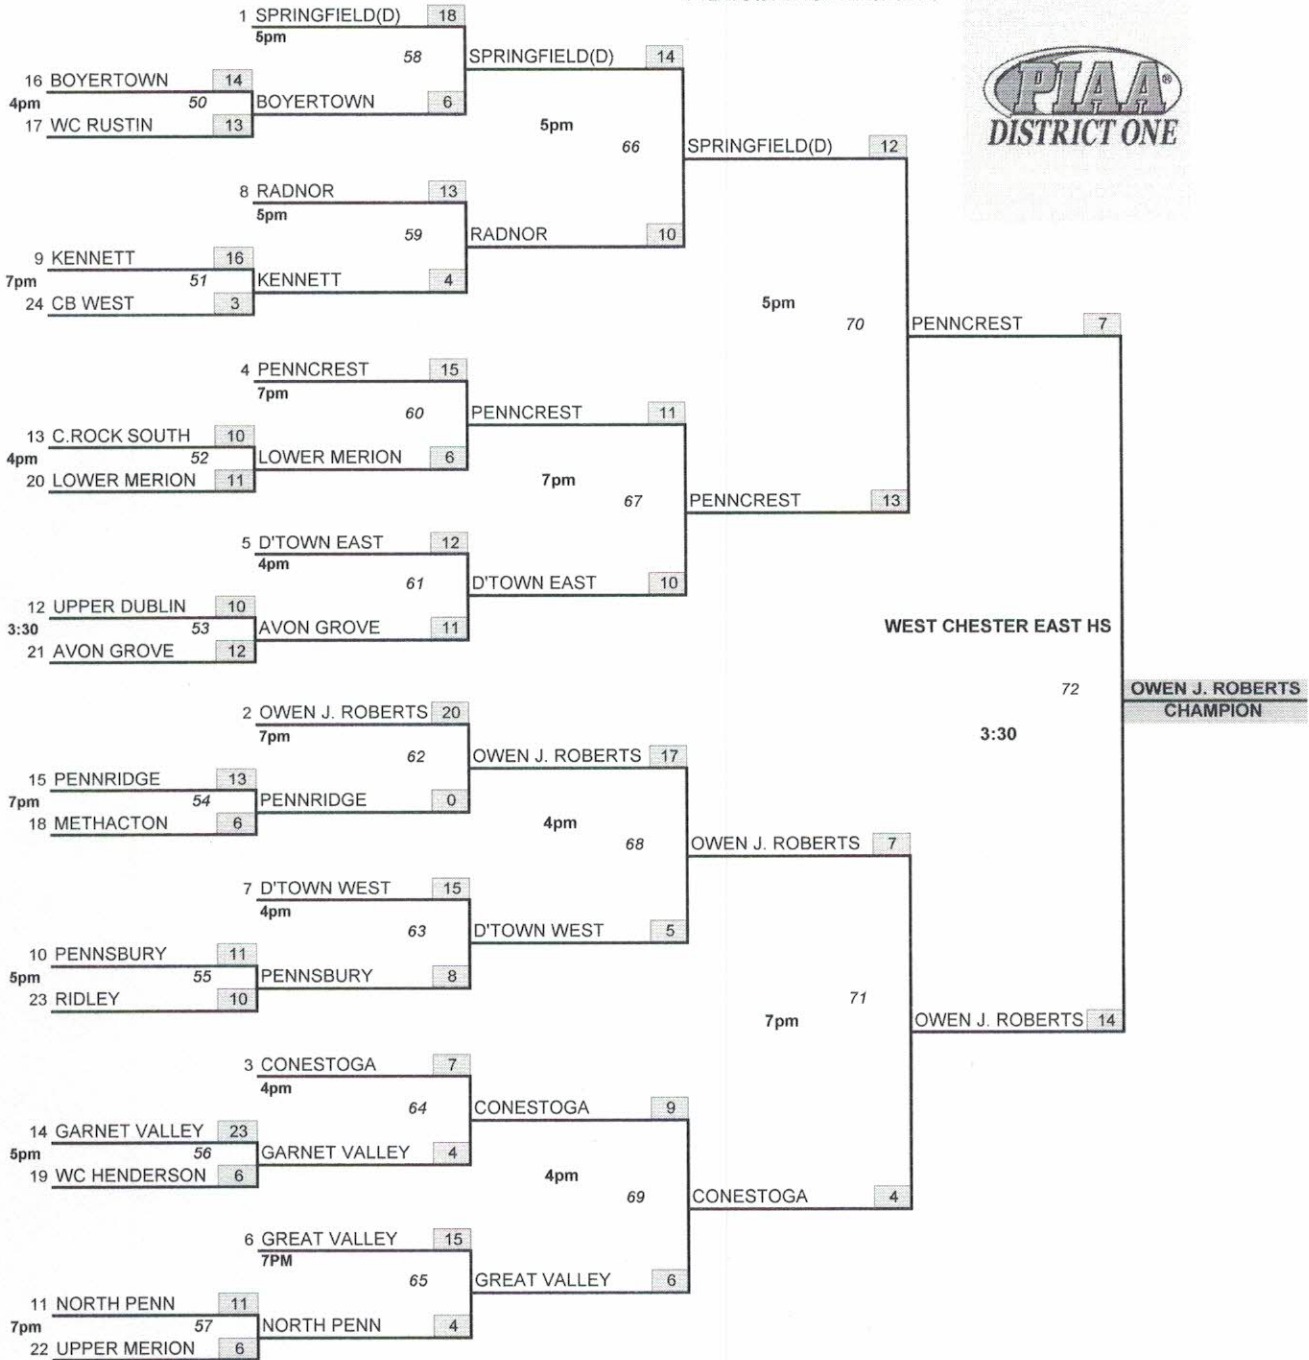 1 SPRINGFIELD(D) 18
5pm
58
SPRINGFIELD(D) 14
16 BOYERTOWN 14
4pm
50
BOYERTOWN 6
17 WC RUSTIN 13
5pm
66
SPRINGFIELD(D) 12
PIAA®
DISTRICT ONE
8 RADNOR 13
5pm
59
RADNOR 10
9 KENNETT 16
7pm
51
KENNETT 4
24 CB WEST 3
5pm
70
PENNCREST 7
4 PENNCREST 15
7pm
60
PENNCREST 11
13 C.ROCK SOUTH 10
4pm
52
LOWER MERION 6
20 LOWER MERION 11
7pm
67
PENNCREST 13
5 D'TOWN EAST 12
4pm
61
D'TOWN EAST 10
12 UPPER DUBLIN 10
3:30
53
AVON GROVE 11
21 AVON GROVE 12
WEST CHESTER EAST HS
72
OWEN J. ROBERTS
CHAMPION
3:30
2 OWEN J. ROBERTS 20
7pm
62
OWEN J. ROBERTS 17
15 PENNRIDGE 13
7pm
54
PENNRIDGE 0
18 METHACTON 6
4pm
68
OWEN J. ROBERTS 7
7 D'TOWN WEST 15
4pm
63
D'TOWN WEST 5
10 PENNSBURY 11
5pm
55
PENNSBURY 8
23 RIDLEY 10
71
7pm
OWEN J. ROBERTS 14
3 CONESTOGA 7
4pm
64
CONESTOGA 9
14 GARNET VALLEY 23
5pm
56
GARNET VALLEY 4
19 WC HENDERSON 6
4pm
69
CONESTOGA 4
6 GREAT VALLEY 15
7PM
65
GREAT VALLEY 6
11 NORTH PENN 11
7pm
57
NORTH PENN 4
22 UPPER MERION 6